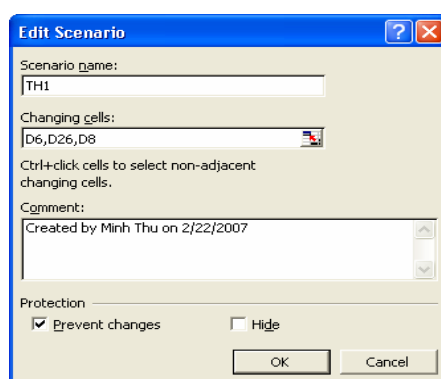 Edit Scenario
Scenario name:
TH1
Changing cells:
D6,D26,D8
Ctrl+click cells to select non-adjacent
changing cells.
Comment:
Created by Minh Thu on 2/22/2007
Protection
Prevent changes
Hide
OK
Cancel